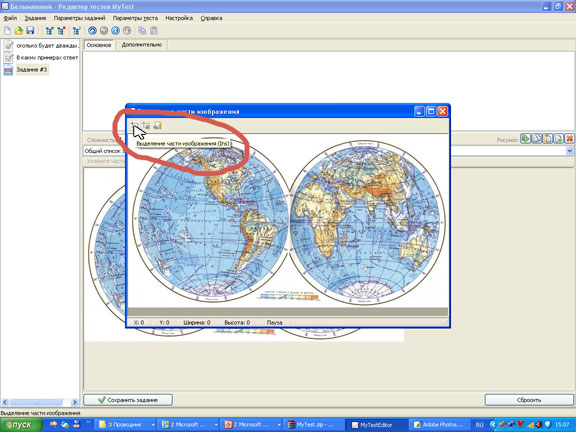 Безымянный - Редактор тестов MyTest
Файл Задание Параметры заданий Параметры теста Настройка Справка
сколько будет дважды
В каких примерах ответ
Задание #3
Основное Дополнительно
части изображения
Выделение части изображения (Ins)
Сложность
Рисунок:
Общий список
Укажите части
X: 0 Y: 0 Ширина: 0 Высота: 0 Пауза
Сохранить задание
Сбросить
Выделение части изображения
пуск
3 Проводник
2 Microsoft ...
2 Microsoft ...
MyTest.zip - ...
MyTestEditor
Adobe Photos...
RU
15:07